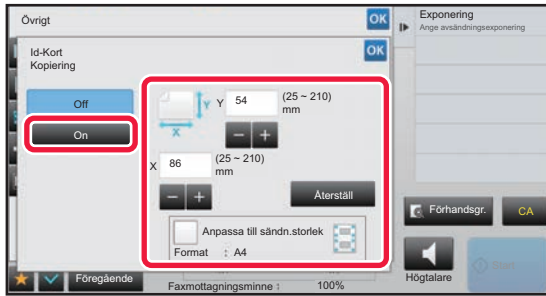 Övrigt
OK
Exponering
Ange avsändningsexponering
Id-Kort
Kopiering
OK
Off
On
Y
Y 54 (25 ~ 210)
mm
X
X 86 (25 ~ 210)
mm
Återställ
Anpassa till sändn.storlek
Format : A4
Förhandsgr.
CA
Föregående
Faxmottagningsminne : 100%
Högtalare